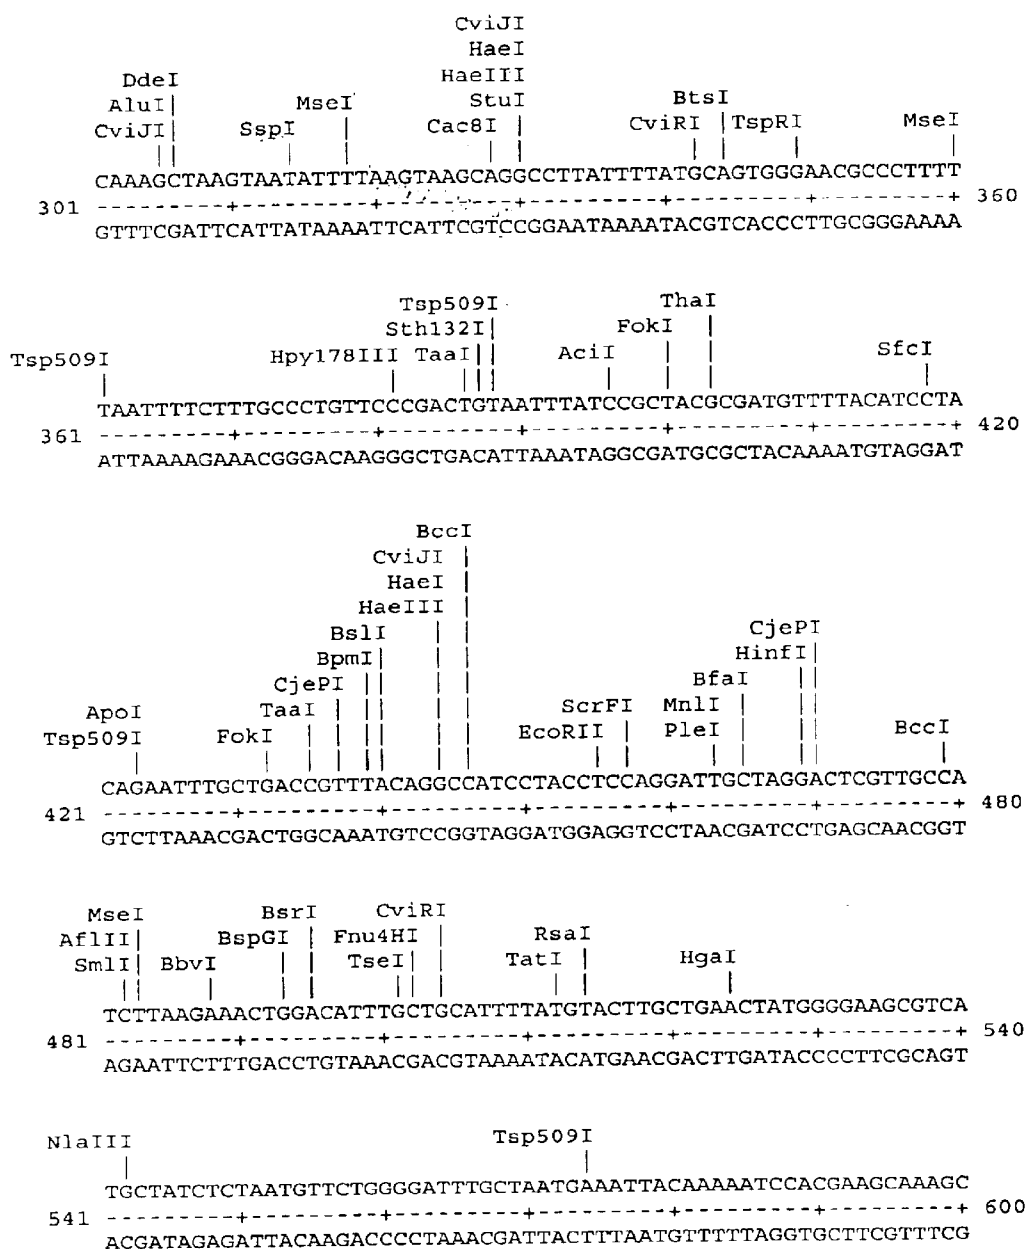 CviJI
HaeI
DdeI HaeIII
AluI| MseI StuI BtsI
CviJI| SspI Cac8I CviRI |TspRI MseI
CAAAGCTAAGTAATATTTTAAGTAAGCAGGCCTTATTTTATGCAGTGGGAACGCCCTTTT
301 ---------+---------+---------+---------+---------+---------+ 360
GTTTCGATTCATTATAAAATTCATTCGTCCGGAATAAAATACGTCACCCTTGCGGGAAAA
Tsp509I ThaI
Sth132I| FokI
Tsp509I Hpy178III TaaI|| AciI SfcI
TAATTTTCTTTGCCCTGTTCCCGACTGTAATTTATCCGCTACGCGATGTTTTACATCCTA
361 ---------+---------+---------+---------+---------+---------+ 420
ATTAAAAGAAACGGGACAAGGGCTGACATTAAATAGGCGATGCGCTACAAAATGTAGGAT
BccI
CviJI
HaeI
HaeIII
BslI CjePI
BpmI| HinfI|
CjePI BfaI
ApoI TaaI ScrFI MnlI
Tsp509I FokI EcoRII PleI BccI
CAGAATTTGCTGACCGTTTACAGGCCATCCTACCTCCAGGATTGCTAGGACTCGTTGCCA
421 ---------+---------+---------+---------+---------+---------+ 480
GTCTTAAACGACTGGCAAATGTCCGGTAGGATGGAGGTCCTAACGATCCTGAGCAACGGT
MseI BsrI CviRI
AflII| BspGI Fnu4HI RsaI
SmlI| BbvI TseI TatI HgaI
TCTTAAGAAACTGGACATTTGCTGCATTTTATGTACTTGCTGAACTATGGGGAAGCGTCA
481 ---------+---------+---------+---------+---------+---------+ 540
AGAATTCTTTGACCTGTAAACGACGTAAAATACATGAACGACTTGATACCCCTTCGCAGT
NlaIII Tsp509I
TGCTATCTCTAATGTTCTGGGGATTTGCTAATGAAATTACAAAAATCCACGAAGCAAAGC
541 ---------+---------+---------+---------+---------+---------+ 600
ACGATAGAGATTACAAGACCCCTAAACGATTACTTTAATGTTTTTAGGTGCTTCGTTTCG